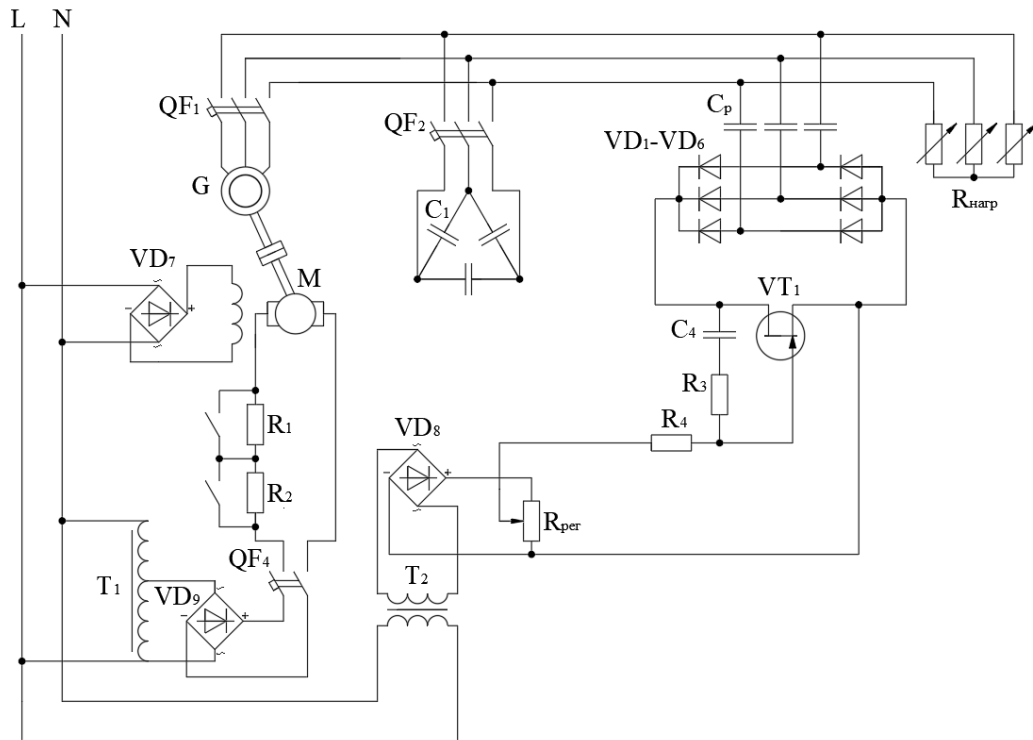 L N
QF₁
QF₂
Cₚ
VD₁-VD₆
G
C₁
Rнагр
VD₇
M
VT₁
~
- +
~
C₄
R₃
R₁
VD₈
R₄
~
- +
~
R₂
Rрег
QF₄
T₂
T₁
VD₉
~
- +
~